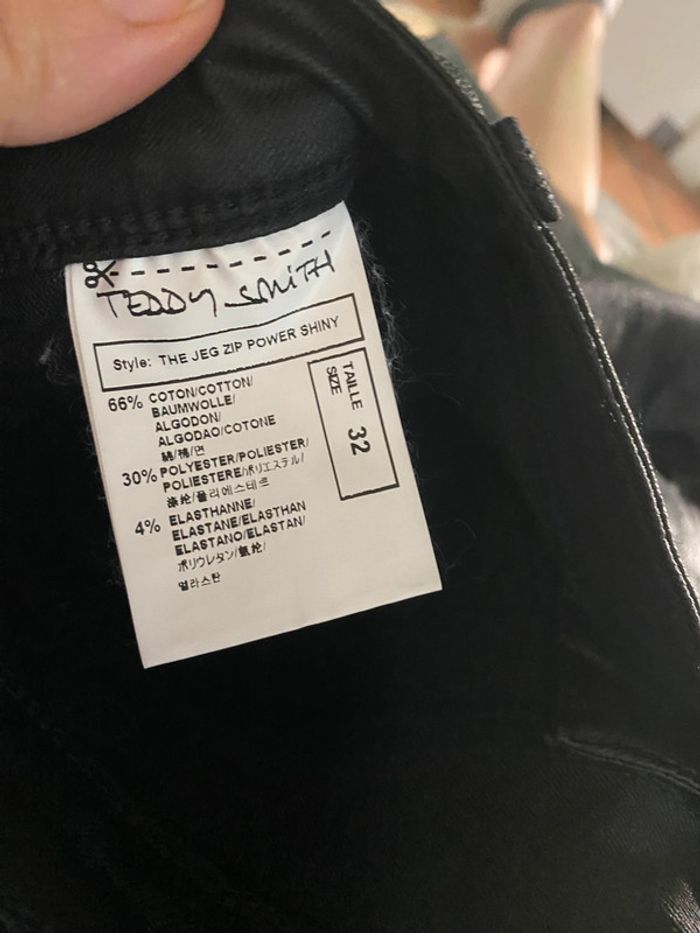 TEDDY SMITH
Style: THE JEG ZIP POWER SHINY
66% COTON/COTTON/
BAUMWOLLE/
ALGODON/
ALGODAO/COTONE
綿/棉/면
30% POLYESTER/POLIESTER/
POLIESTERE/ポリエステル/
涤纶/폴리에스테르
4% ELASTHANNE/
ELASTANE/ELASTHAN
ELASTANO/ELASTAN/
ポリウレタン/氨纶/
엘라스탄
TAILLE
SIZE
32